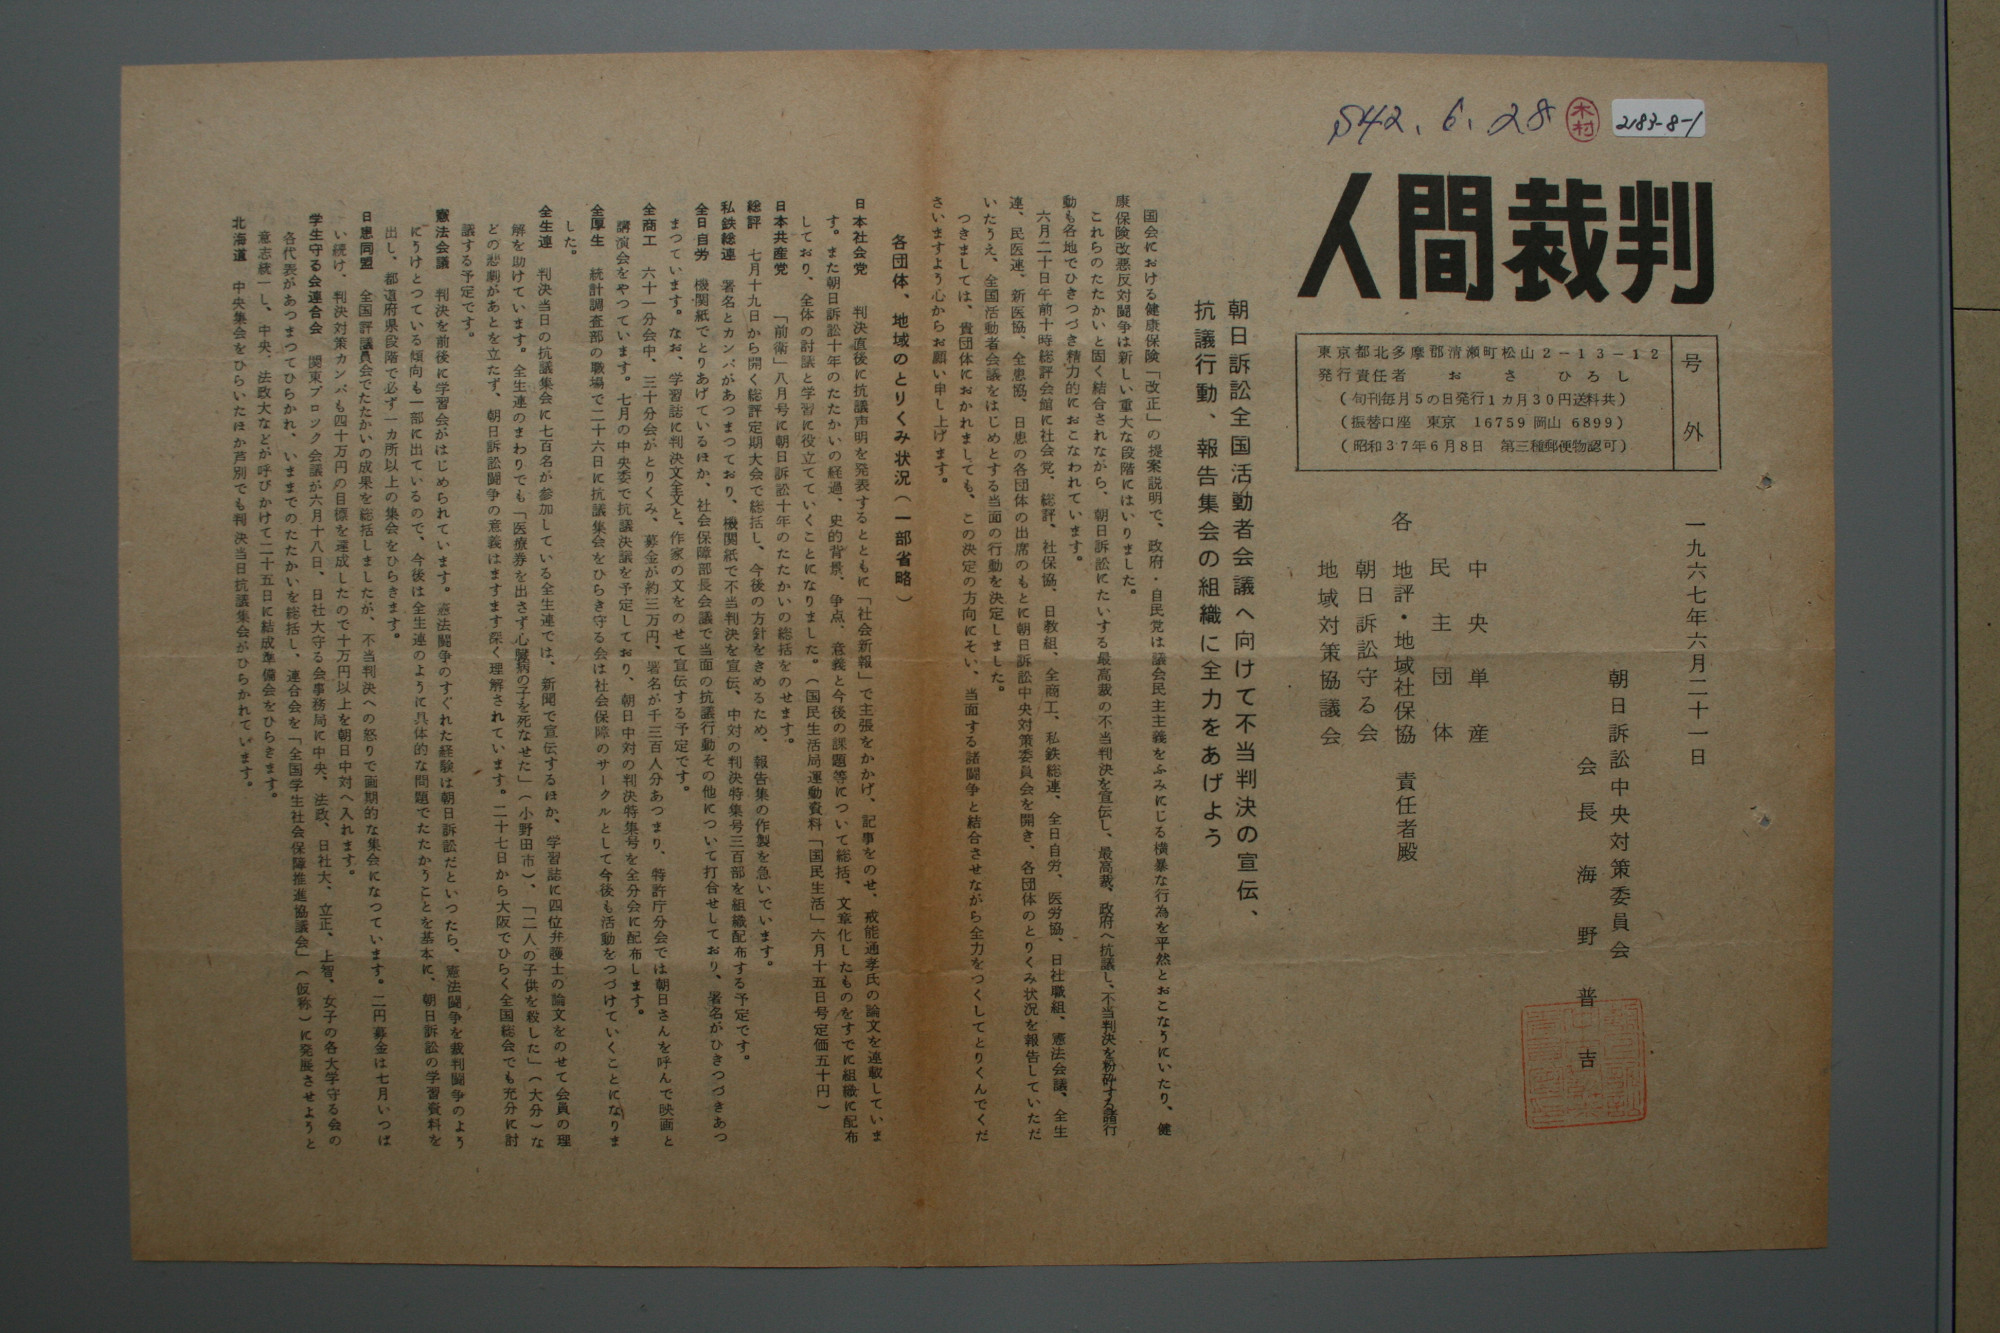 S42.6.28
木村
2183-8-1
人間裁判
号外
東京都北多摩郡清瀬町松山2-13-12
発行責任者 おさ ひろし
(旬刊毎月5の日発行1カ月30円送料共)
(振替口座 東京 16759 岡山 6899)
(昭和37年6月8日 第三種郵便物認可)
一九六七年六月二十一日
朝日訴訟中央対策委員会
会長 海野普吉
中央単産
民主団体
各 地評・地域社保協 責任者殿
朝日訴訟守る会
地域対策協議会
朝日訴訟全国活動者会議へ向けて不当判決の宣伝、
抗議行動、報告集会の組織に全力をあげよう
国会における健康保険「改正」の提案説明で、政府・自民党は議会民主主義をふみにじる横暴な行為を平然とおこなうにいたり、健
康保険改悪反対闘争は新しい重大な段階にはいりました。
これらのたたかいと固く結合されながら、朝日訴訟にたいする最高裁の不当判決を宣伝し、最高裁、政府へ抗議し、不当判決を粉砕する諸行
動も各地でひきつづき精力的におこなわれています。
六月二十日午前十時総評会館に社会党、総評、社保協、日教組、全商工、私鉄総連、全日自労、医労協、日社職組、憲法会議、全生
連、民医連、新医協、全患協、日患の各団体の出席のもとに朝日訴訟中央対策委員会を開き、各団体のとりくみ状況を報告していただ
いたうえ、全国活動者会議をはじめとする当面の行動を決定しました。
つきましては、貴団体におかれましても、この決定の方向にそい、当面する諸闘争と結合させながら全力をつくしてとりくんでくだ
さいますよう心からお願い申し上げます。
各団体、地域のとりくみ状況(一部省略)
日本社会党 判決直後に抗議声明を発表するとともに「社会新報」で主張をかかげ、記事をのせ、戒能通孝氏の論文を連載していま
す。また朝日訴訟十年のたたかいの経過、史的背景、争点、意義と今後の課題等について総括、文章化したものをすでに組織に配布
しており、全体の討議と学習に役立てていくことになりました。(国民生活局運動資料「国民生活」六月十五日号定価五十円)
日本共産党 「前衛」八月号に朝日訴訟十年のたたかいの総括をのせます。
総評 七月十九日から開く総評定期大会で総括し、今後の方針をきめるため、報告集の作製を急いでいます。
私鉄総連 署名とカンパがあつまつており、機関紙で不当判決を宣伝、中対の判決特集号三百部を組織配布する予定です。
全日自労 機関紙でとりあげているほか、社会保障部長会議で当面の抗議行動その他について打合せしており、署名がひきつづきあつ
まつています。なお、学習誌に判決文全文と、作家の文をのせて宣伝する予定です。
全商工 六十一分会中、三十分会がとりくみ、募金が約三万円、署名が千三百人分あつまり、特許庁分会では朝日さんを呼んで映画と
講演会をやつています。七月の中央委で抗議決議を予定しており、朝日中対の判決特集号を全分会に配布します。
全厚生 統計調査部の職場で二十六日に抗議集会をひらき守る会は社会保障のサークルとして今後も活動をつづけていくことになりま
した。
全生連 判決当日の抗議集会に七百名が参加している全生連では、新聞で宣伝するほか、学習誌に四位弁護士の論文をのせて会員の理
解を助けています。全生連のまわりでも「医療券を出さず心臓病の子を死なせた」(小野田市)、「二人の子供を殺した」(大分)な
どの悲劇があとを立たず、朝日訴訟闘争の意義はますます深く理解されています。二十七日から大阪でひらく全国総会でも充分に討
議する予定です。
憲法会議 判決を前後に学習会がはじめられています。憲法闘争のすぐれた経験は朝日訴訟だといつたら、憲法闘争を裁判闘争のよう
にうけとつている傾向も一部に出ているので、今後は全生連のように具体的な問題でたたかうことを基本に、朝日訴訟の学習資料を
出し、都道府県段階で必ず一カ所以上の集会をひらきます。
日患同盟 全国評議員会でたたかいの成果を総括しましたが、不当判決への怒りで画期的な集会になつています。二円募金は七月いつぱ
い続け、判決対策カンパも四十万円の目標を達成したので十万円以上を朝日中対へ入れます。
学生守る会連合会 関東ブロック会議が六月十八日、日社大守る会事務局に中央、法政、日社大、立正、上智、女子の各大学守る会の
各代表があつまつてひらかれ、いままでのたたかいを総括し、連合会を「全国学生社会保障推進協議会」(仮称)に発展させようと
意志統一し、中央、法政大などが呼びかけて二十五日に結成準備会をひらきます。
北海道 中央集会をひらいたほか芦別でも判決当日抗議集会がひらかれています。